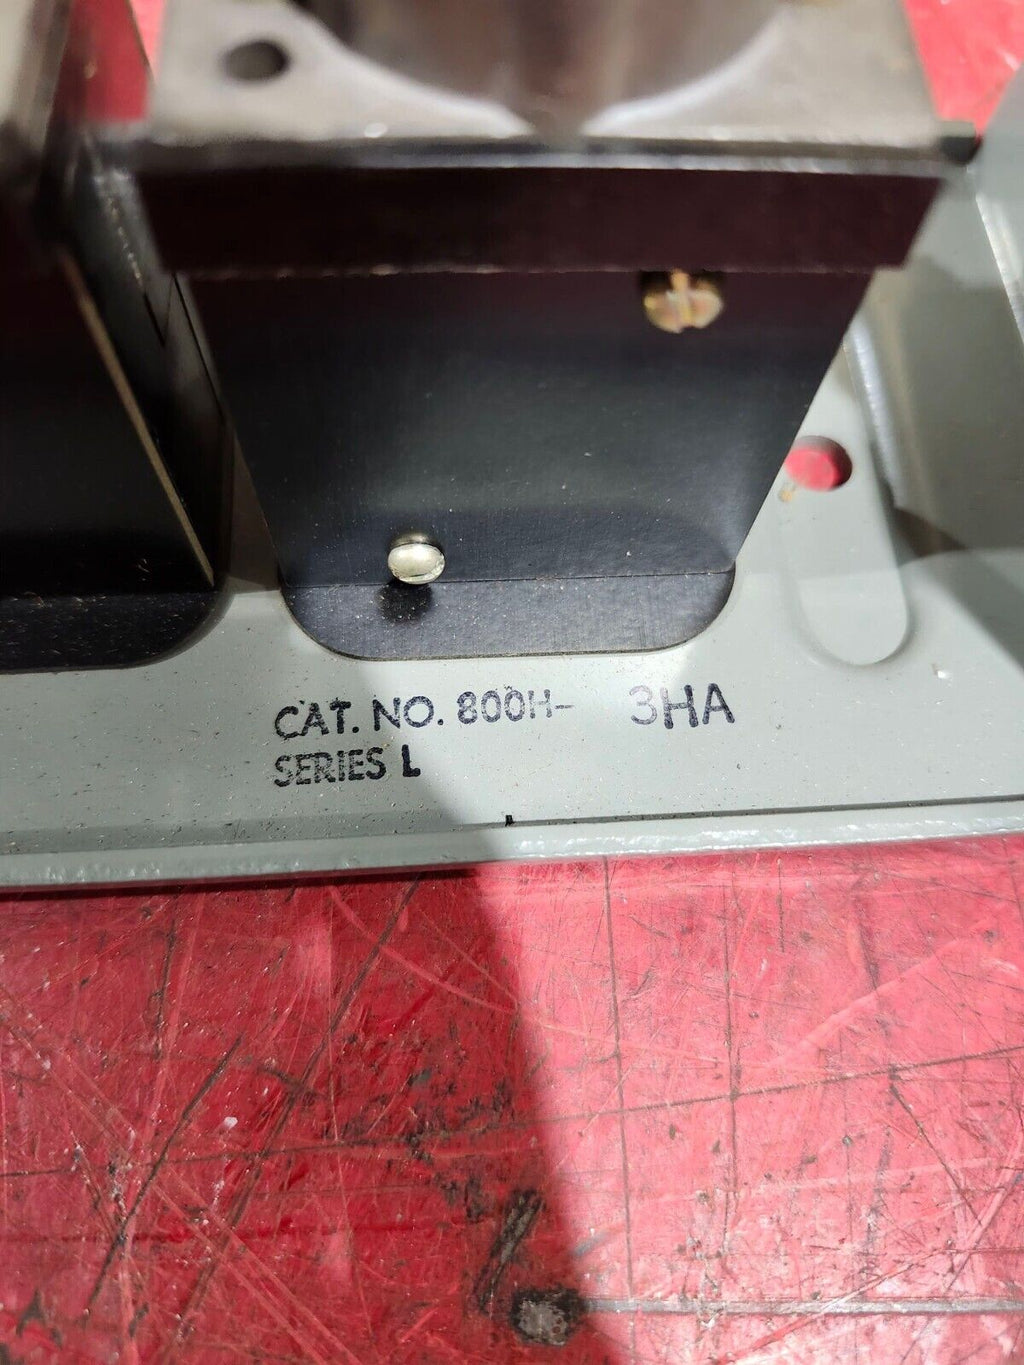 CAT. NO. 800H- 3HA
SERIES L